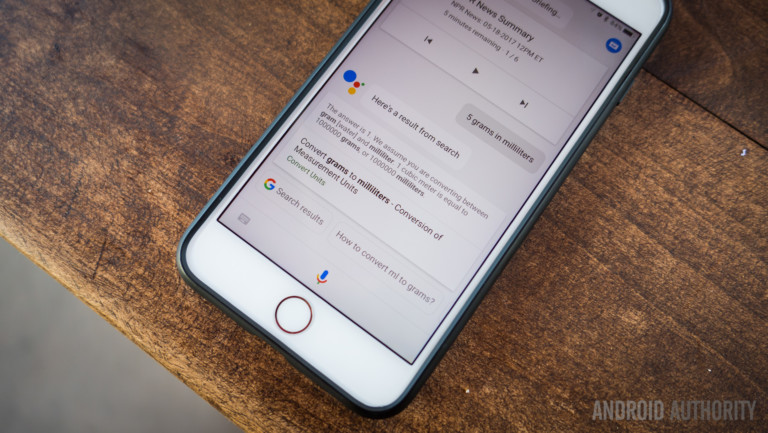 News Summary
NPR News. 05-18-2017 12PM ET
5 minutes remaining · 1 / 6
5 grams in milliliters
Here's a result from search
The answer is 1. We assume you are converting between
gram [water] and milliliter. 1 cubic meter is equal to
1000000 grams, or 1000000 milliliters.
Convert grams to milliliters - Conversion of
Measurement Units
Convert Units
G Search results
How to convert ml to grams?
ANDROID AUTHORITY